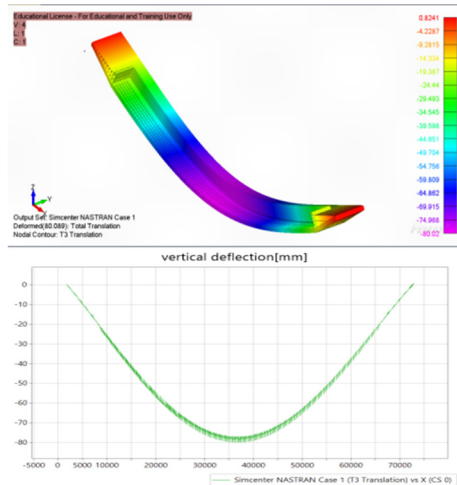 Educational License - For Educational and Training Use Only
V: 4
L: 1
C: 1
0.8241
-4.2287
-9.2815
-14.334
-19.387
-24.44
-29.493
-34.545
-39.598
-44.651
-49.704
-54.756
-59.809
-64.862
-69.915
-74.968
-80.02
Z
Y
X
Output Set: Simcenter NASTRAN Case 1
Deformed(80.089): Total Translation
Nodal Contour: T3 Translation
vertical deflection[mm]
0
-10
-20
-30
-40
-50
-60
-70
-80
-5000 0 5000 10000 20000 30000 40000 50000 60000 70000
Simcenter NASTRAN Case 1 (T3 Translation) vs X (CS 0)